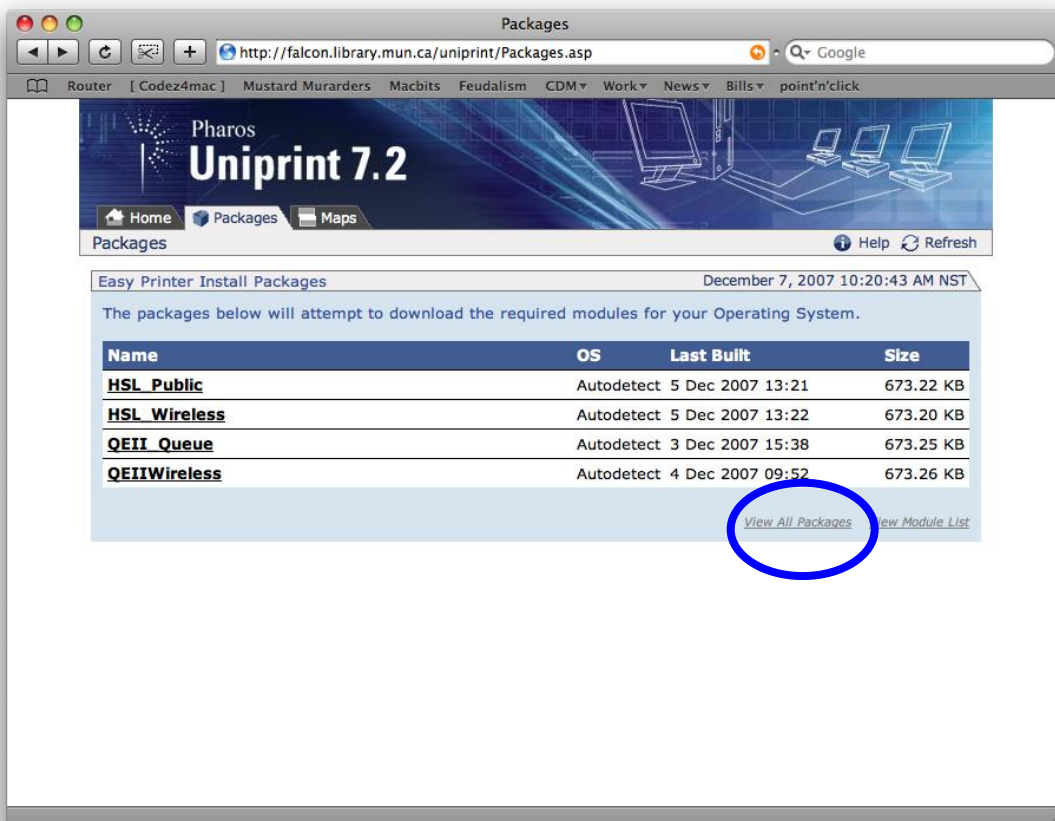 Packages
http://falcon.library.mun.ca/uniprint/Packages.asp
Google
Router [ Codez4mac ] Mustard Murarders Macbits Feudalism CDM Work News Bills point'n'click
Pharos
Uniprint 7.2
Home Packages Maps
Packages Help Refresh
Easy Printer Install Packages December 7, 2007 10:20:43 AM NST
The packages below will attempt to download the required modules for your Operating System.
Name OS Last Built Size
HSL_Public Autodetect 5 Dec 2007 13:21 673.22 KB
HSL_Wireless Autodetect 5 Dec 2007 13:22 673.20 KB
QEII_Queue Autodetect 3 Dec 2007 15:38 673.25 KB
QEIIWireless Autodetect 4 Dec 2007 09:52 673.26 KB
View All Packages View Module List